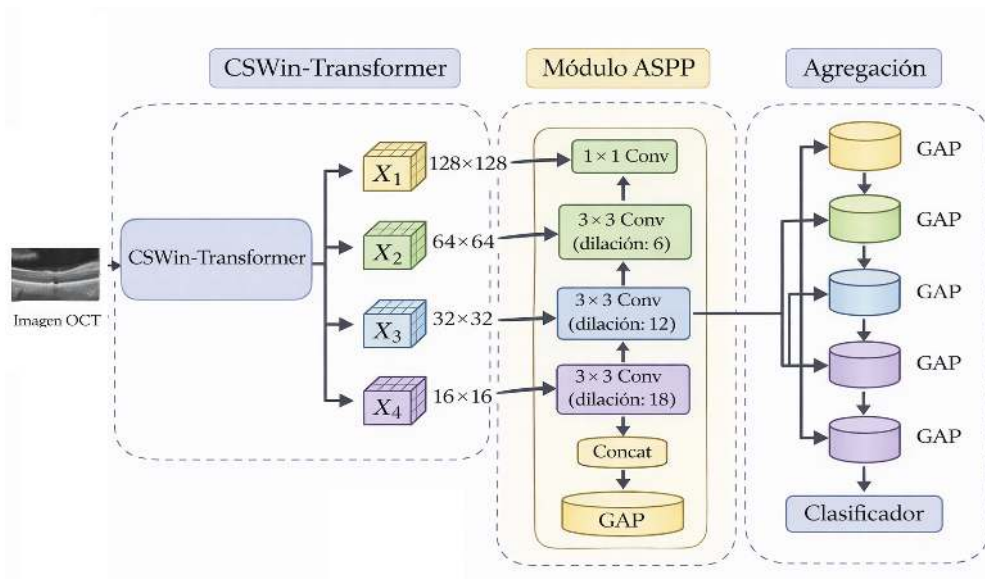 CSWin-Transformer
Módulo ASPP
Agregación
Imagen OCT
CSWin-Transformer
X₁
128×128
X₂
64×64
X₃
32×32
X₄
16×16
1 × 1 Conv
3 × 3 Conv
(dilación: 6)
3 × 3 Conv
(dilación: 12)
3 × 3 Conv
(dilación: 18)
Concat
GAP
GAP
GAP
GAP
GAP
GAP
Clasificador